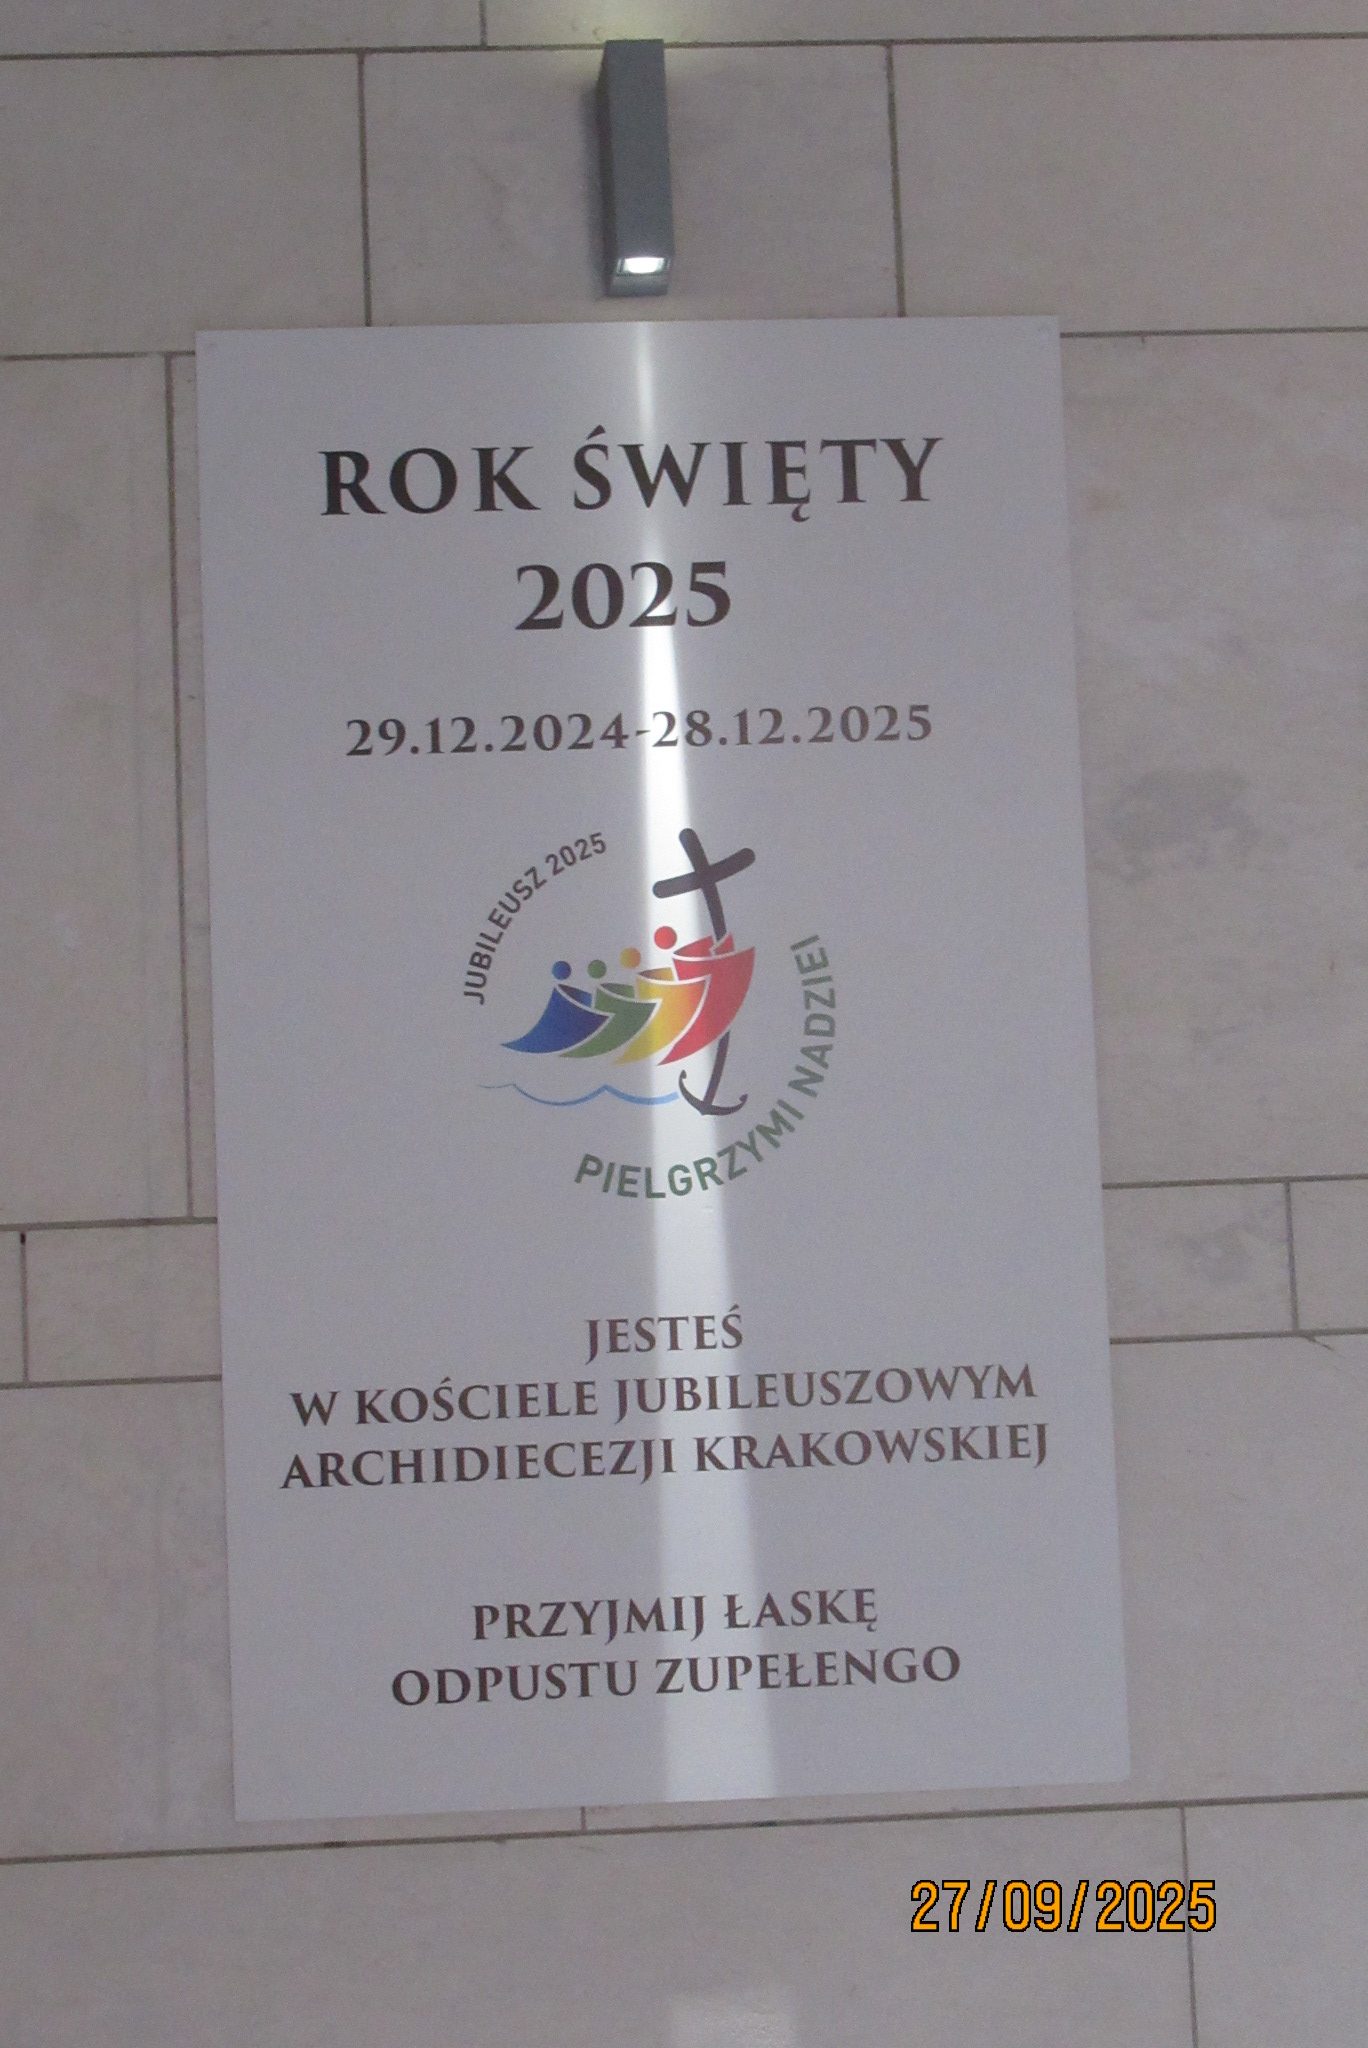 ROK ŚWIĘTY
2025
29.12.2024-28.12.2025
JUBILEUSZ 2025
PIELGRZYMI NADZIEI
JESTEŚ
W KOŚCIELE JUBILEUSZOWYM
ARCHIDIECEZJI KRAKOWSKIEJ
PRZYJMIJ ŁASKĘ
ODPUSTU ZUPEŁENGO
27/09/2025